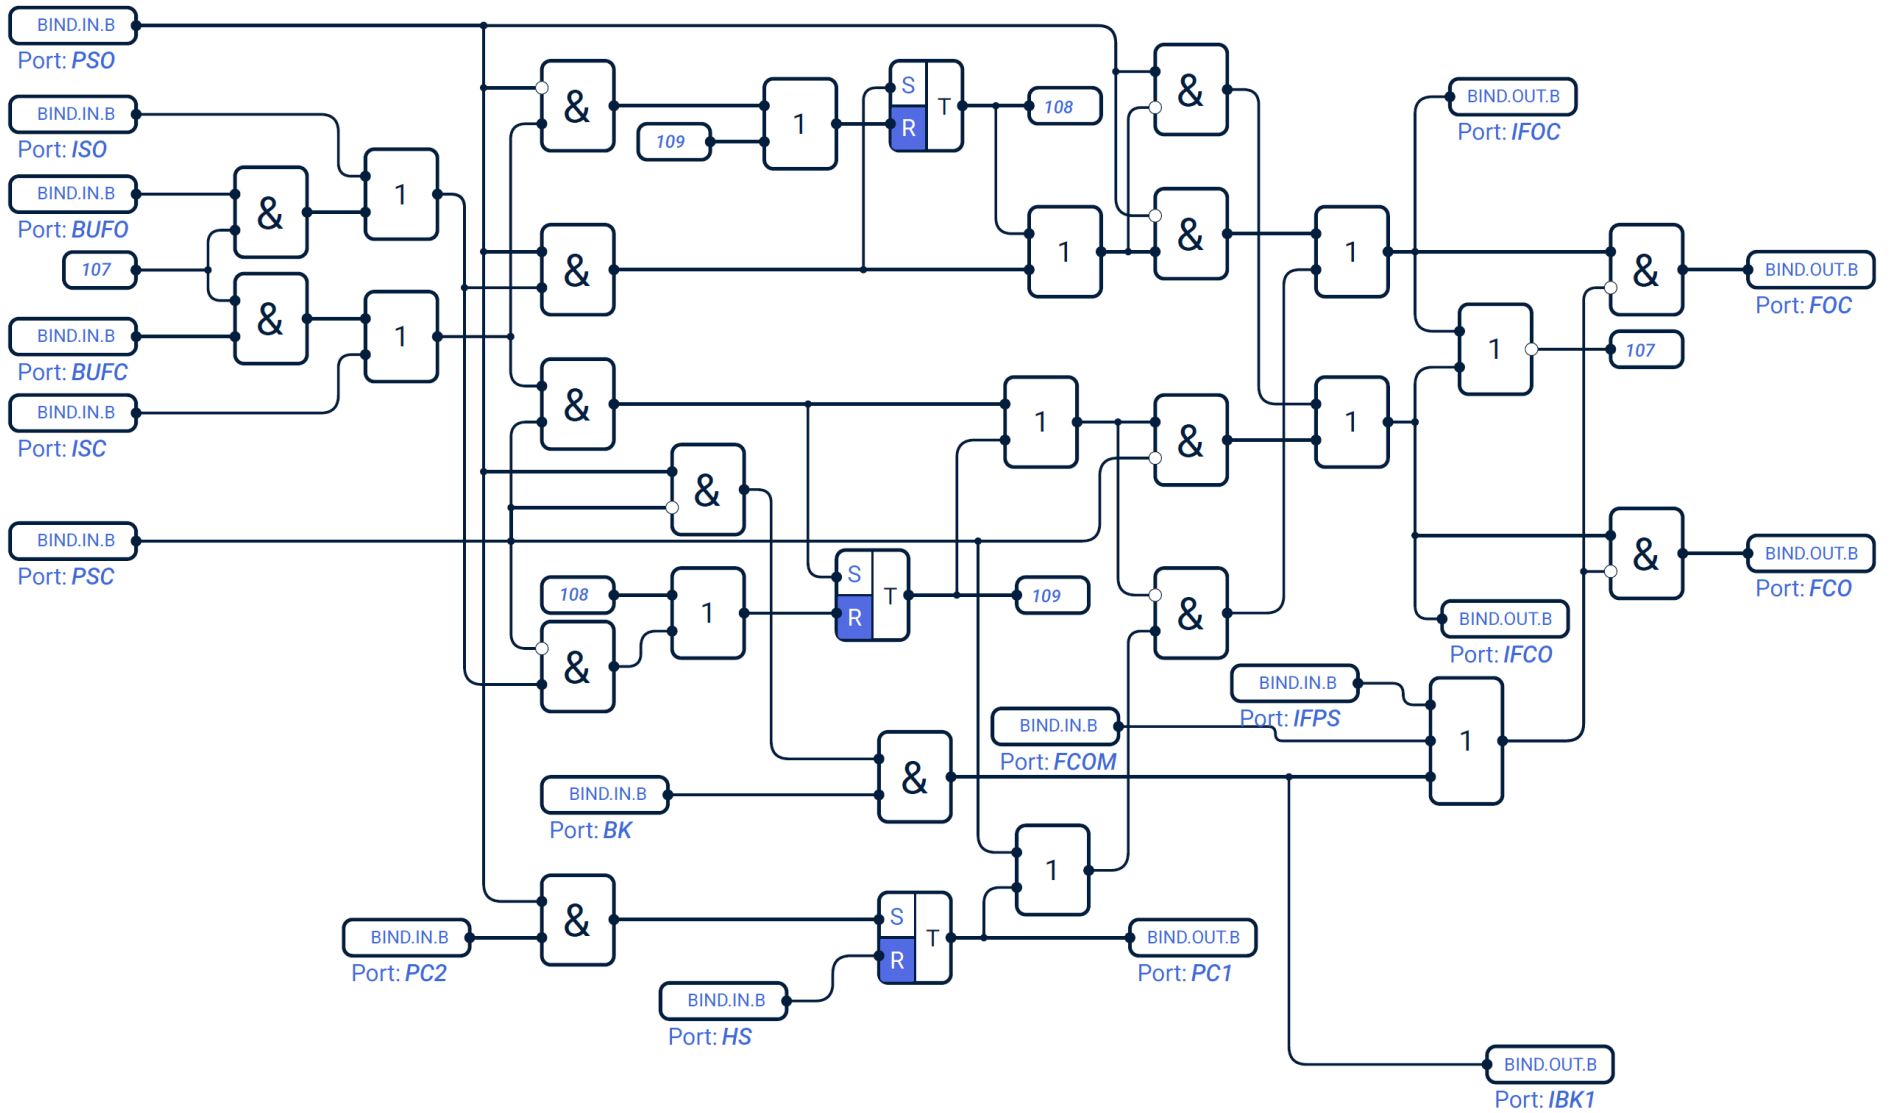 BIND.IN.B
Port: PSO
BIND.IN.B
Port: ISO
BIND.IN.B
Port: BUFO
107
BIND.IN.B
Port: BUFC
BIND.IN.B
Port: ISC
BIND.IN.B
Port: PSC
&
&
1
1
&
109
1
S
R
T
108
&
&
&
1
&
&
1
BIND.OUT.B
Port: IFOC
&
BIND.OUT.B
Port: FOC
1
107
1
&
1
108
1
&
S
R
T
109
&
&
BIND.OUT.B
Port: FCO
BIND.OUT.B
Port: IFCO
BIND.IN.B
Port: IFPS
BIND.IN.B
Port: FCOM
1
BIND.IN.B
Port: BK
&
1
&
BIND.IN.B
Port: PC2
S
R
T
BIND.OUT.B
Port: PC1
BIND.IN.B
Port: HS
BIND.OUT.B
Port: IBK1